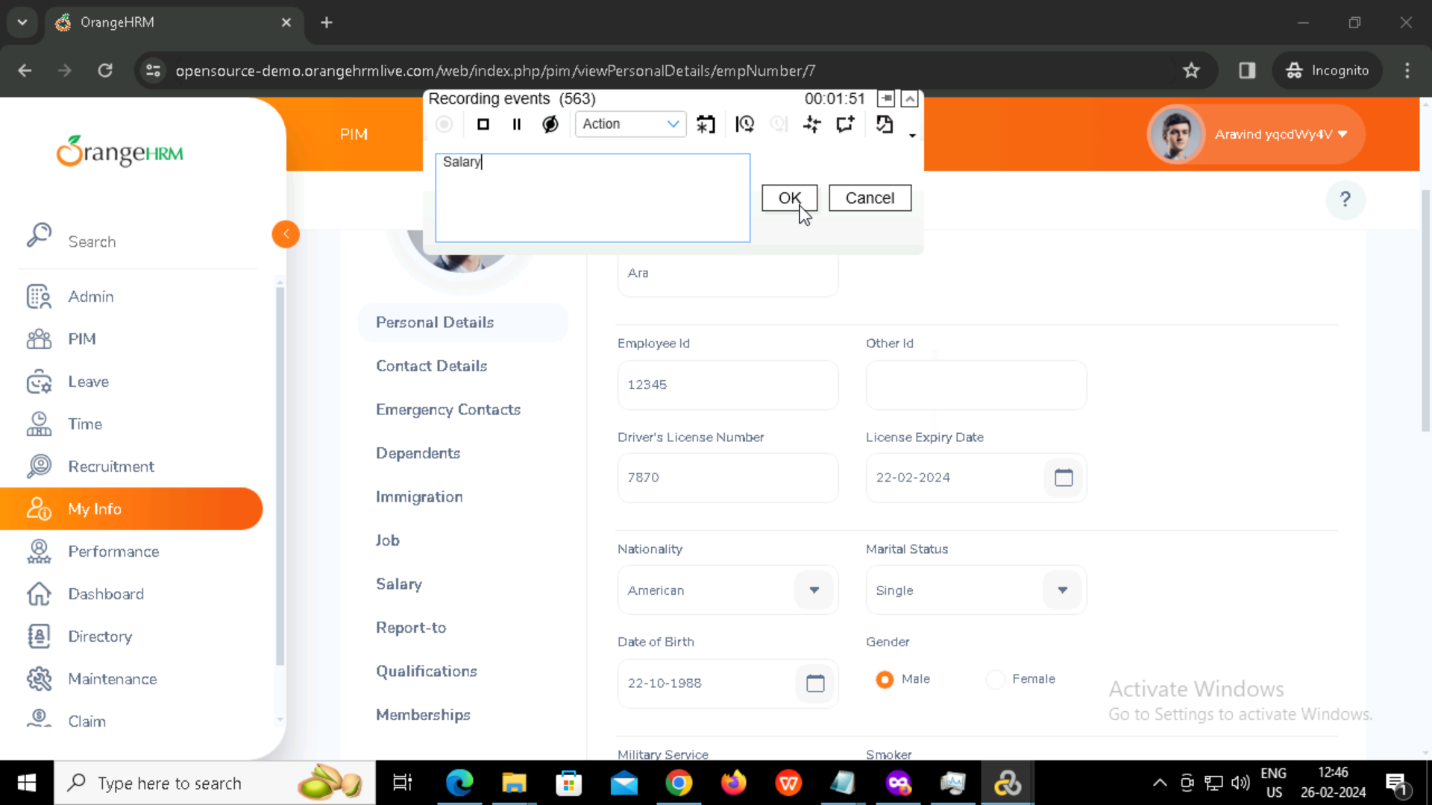 OrangeHRM
opensource-demo.orangehrmlive.com/web/index.php/pim/viewPersonalDetails/empNumber/7
Incognito
Recording events (563)
00:01:51
Action
Salary
OK
Cancel
OrangeHRM
PIM
Aravind yqcdWy4V
?
Search
Admin
PIM
Leave
Time
Recruitment
My Info
Performance
Dashboard
Directory
Maintenance
Claim
Personal Details
Contact Details
Emergency Contacts
Dependents
Immigration
Job
Salary
Report-to
Qualifications
Memberships
Ara
Employee Id
Other Id
12345
Driver's License Number
License Expiry Date
7870
22-02-2024
Nationality
Marital Status
American
Single
Date of Birth
Gender
22-10-1988
Male
Female
Military Service
Smoker
Activate Windows
Go to Settings to activate Windows.
Type here to search
ENG
US
12:46
26-02-2024
1